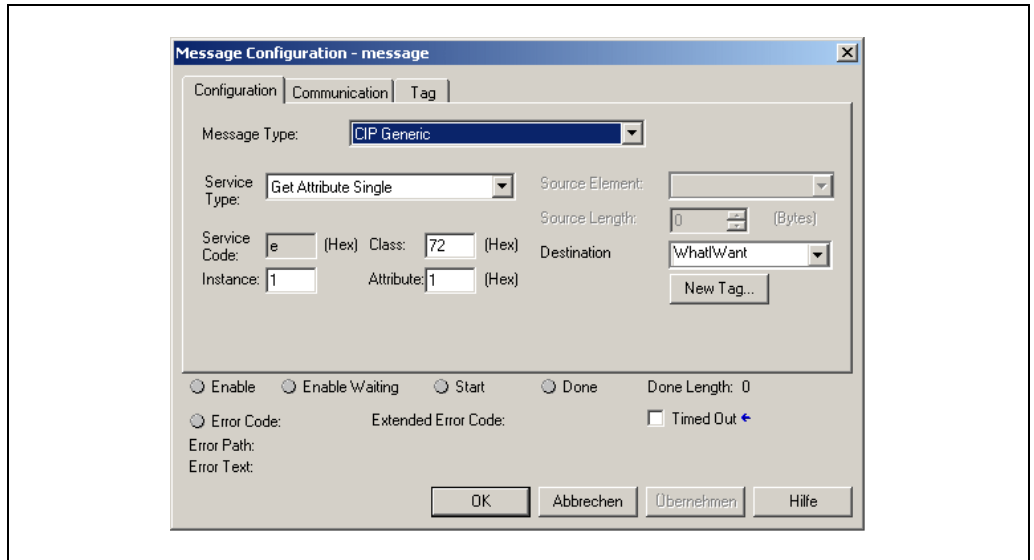 Message Configuration - message
Configuration Communication Tag
Message Type: CIP Generic
Service Type: Get Attribute Single
Source Element:
Source Length: 0 (Bytes)
Service Code: e (Hex) Class: 72 (Hex)
Destination WhatIWant
Instance: 1 Attribute: 1 (Hex)
New Tag...
Enable Enable Waiting Start Done Done Length: 0
Error Code: Extended Error Code: Timed Out
Error Path:
Error Text:
OK Abbrechen Übernehmen Hilfe